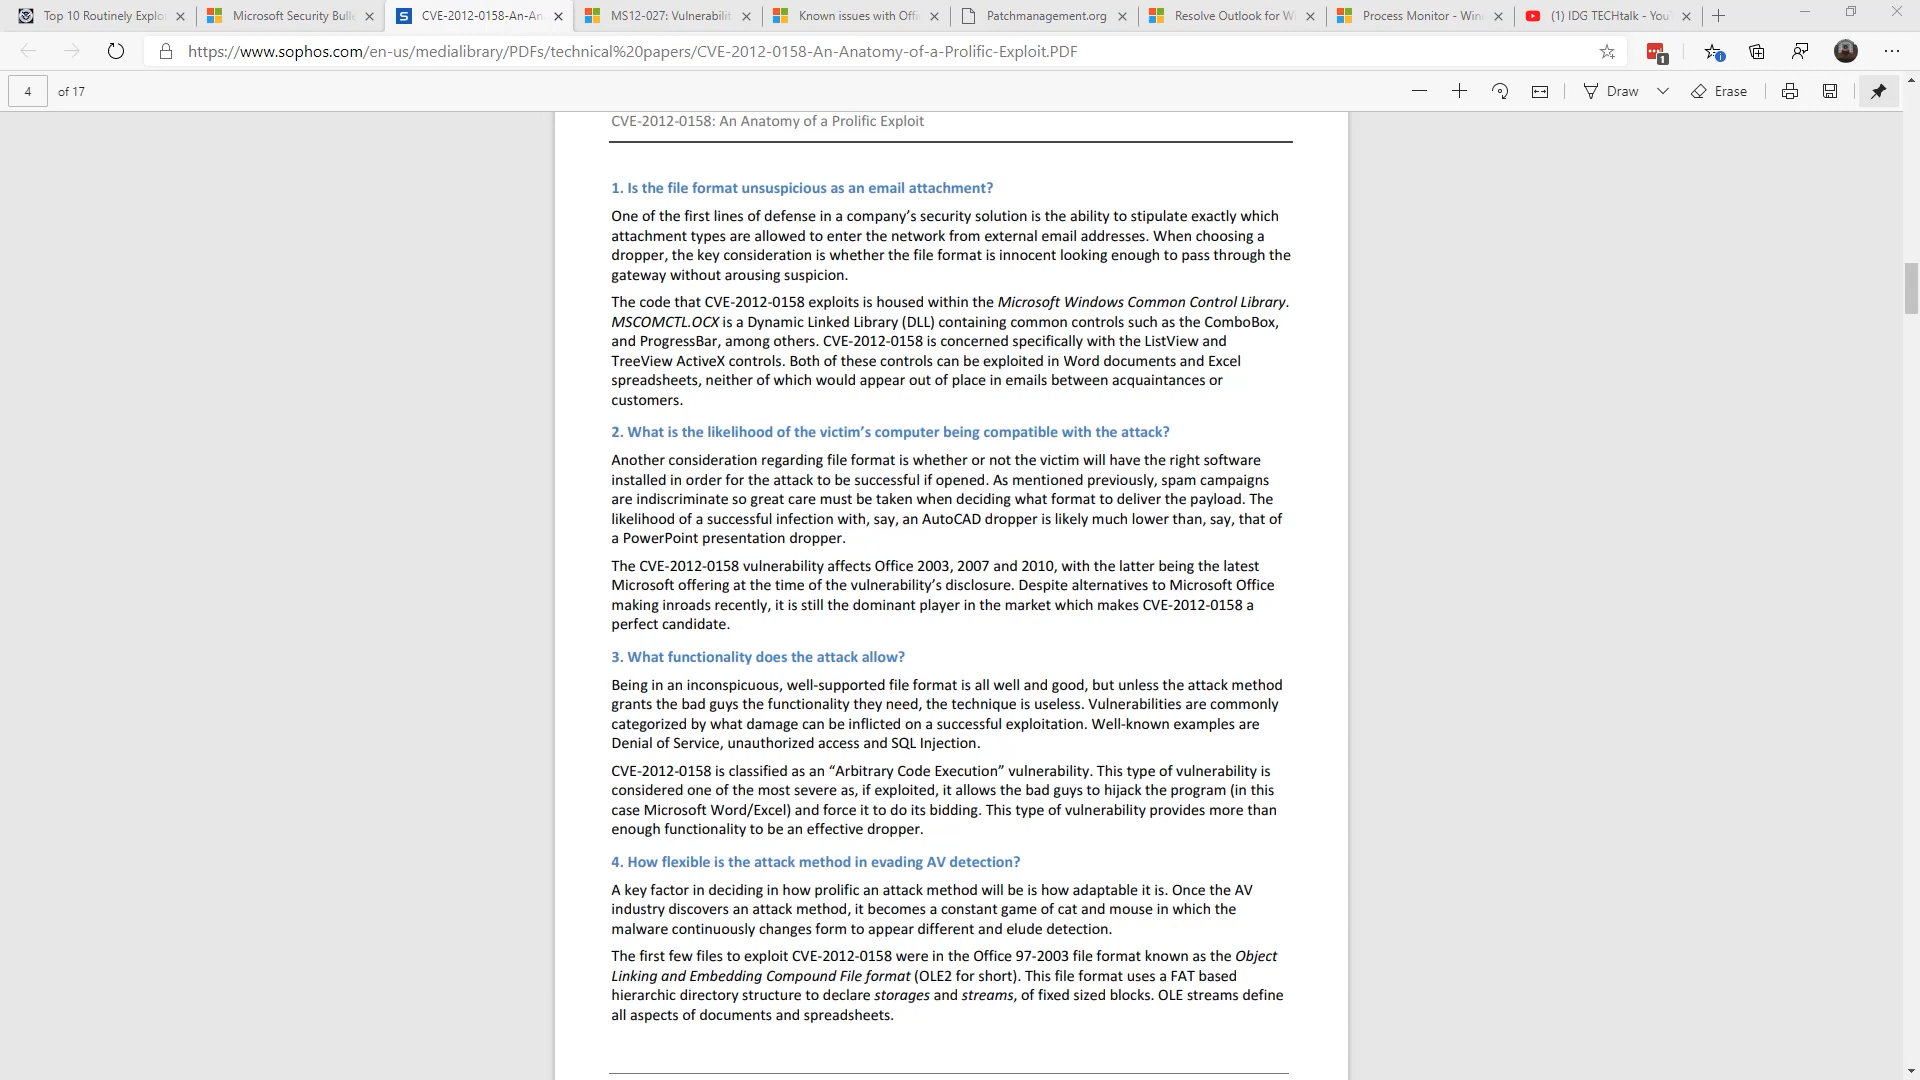 Top 10 Routinely Explo
Microsoft Security Bulle
CVE-2012-0158-An-An
MS12-027: Vulnerabilit
Known issues with Offi
Patchmanagement.org
Resolve Outlook for Wi
Process Monitor - Win
(1) IDG TECHtalk - You
https://www.sophos.com/en-us/medialibrary/PDFs/technical%20papers/CVE-2012-0158-An-Anatomy-of-a-Prolific-Exploit.PDF
1
4 of 17
Draw
Erase
CVE-2012-0158: An Anatomy of a Prolific Exploit
1. Is the file format unsuspicious as an email attachment?
One of the first lines of defense in a company’s security solution is the ability to stipulate exactly which
attachment types are allowed to enter the network from external email addresses. When choosing a
dropper, the key consideration is whether the file format is innocent looking enough to pass through the
gateway without arousing suspicion.
The code that CVE-2012-0158 exploits is housed within the Microsoft Windows Common Control Library.
MSCOMCTL.OCX is a Dynamic Linked Library (DLL) containing common controls such as the ComboBox,
and ProgressBar, among others. CVE-2012-0158 is concerned specifically with the ListView and
TreeView ActiveX controls. Both of these controls can be exploited in Word documents and Excel
spreadsheets, neither of which would appear out of place in emails between acquaintances or
customers.
2. What is the likelihood of the victim’s computer being compatible with the attack?
Another consideration regarding file format is whether or not the victim will have the right software
installed in order for the attack to be successful if opened. As mentioned previously, spam campaigns
are indiscriminate so great care must be taken when deciding what format to deliver the payload. The
likelihood of a successful infection with, say, an AutoCAD dropper is likely much lower than, say, that of
a PowerPoint presentation dropper.
The CVE-2012-0158 vulnerability affects Office 2003, 2007 and 2010, with the latter being the latest
Microsoft offering at the time of the vulnerability’s disclosure. Despite alternatives to Microsoft Office
making inroads recently, it is still the dominant player in the market which makes CVE-2012-0158 a
perfect candidate.
3. What functionality does the attack allow?
Being in an inconspicuous, well-supported file format is all well and good, but unless the attack method
grants the bad guys the functionality they need, the technique is useless. Vulnerabilities are commonly
categorized by what damage can be inflicted on a successful exploitation. Well-known examples are
Denial of Service, unauthorized access and SQL Injection.
CVE-2012-0158 is classified as an “Arbitrary Code Execution” vulnerability. This type of vulnerability is
considered one of the most severe as, if exploited, it allows the bad guys to hijack the program (in this
case Microsoft Word/Excel) and force it to do its bidding. This type of vulnerability provides more than
enough functionality to be an effective dropper.
4. How flexible is the attack method in evading AV detection?
A key factor in deciding in how prolific an attack method will be is how adaptable it is. Once the AV
industry discovers an attack method, it becomes a constant game of cat and mouse in which the
malware continuously changes form to appear different and elude detection.
The first few files to exploit CVE-2012-0158 were in the Office 97-2003 file format known as the Object
Linking and Embedding Compound File format (OLE2 for short). This file format uses a FAT based
hierarchic directory structure to declare storages and streams, of fixed sized blocks. OLE streams define
all aspects of documents and spreadsheets.